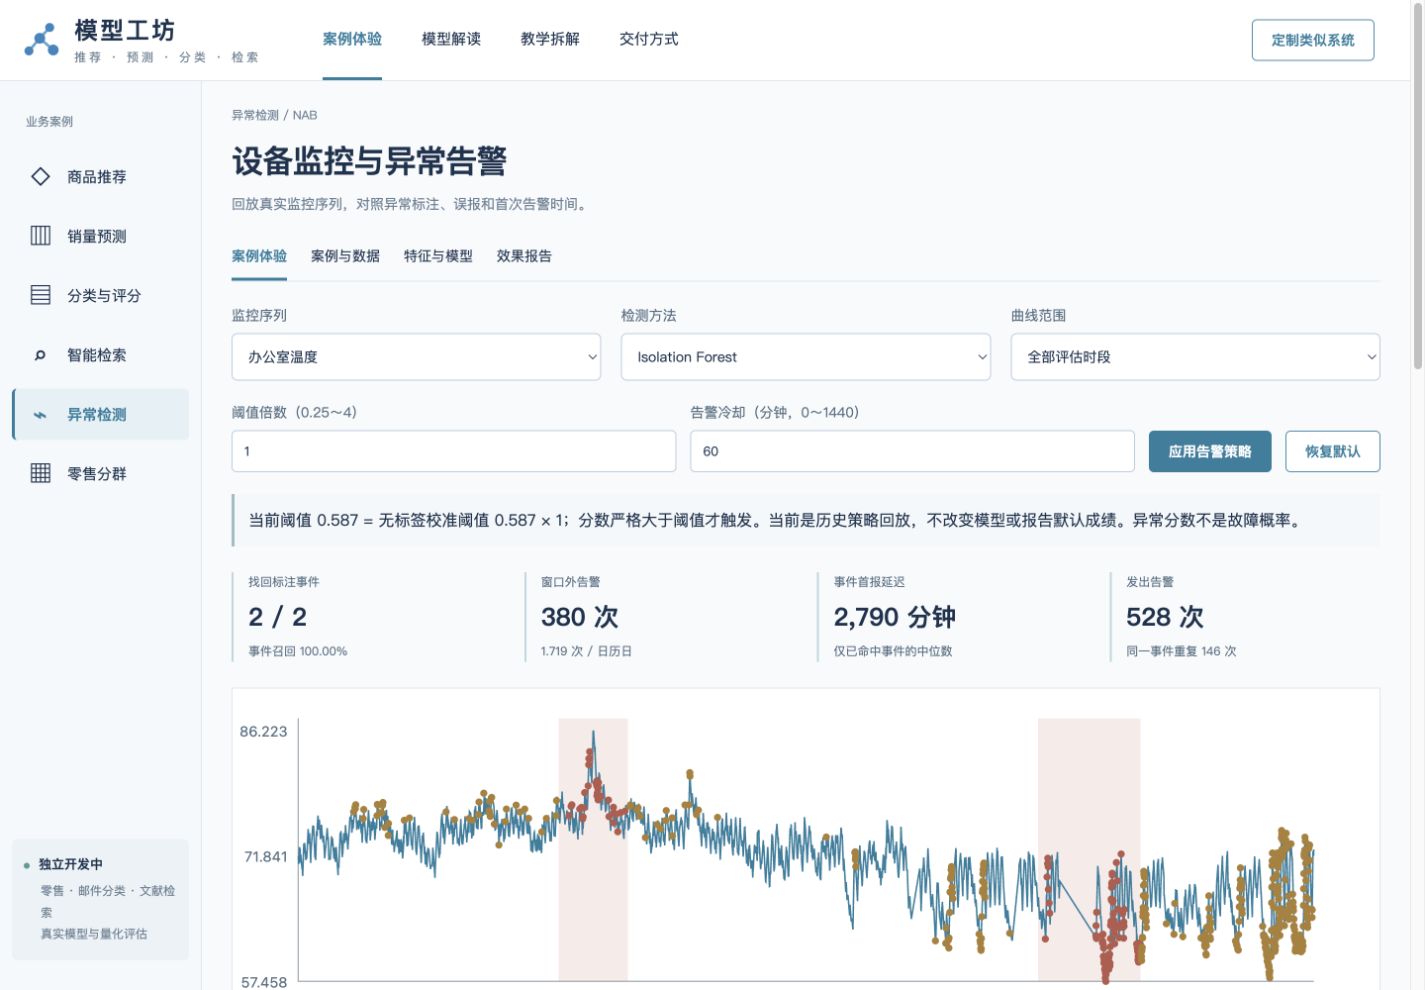 模型工坊
推荐 · 预测 · 分类 · 检索
案例体验 模型解读 教学拆解 交付方式
定制类似系统
业务案例
商品推荐
销量预测
分类与评分
智能检索
异常检测
零售分群
独立开发中
零售 · 邮件分类 · 文献检
索
真实模型与量化评估
异常检测 / NAB
设备监控与异常告警
回放真实监控序列，对照异常标注、误报和首次告警时间。
案例体验 案例与数据 特征与模型 效果报告
监控序列 检测方法 曲线范围
办公室温度 Isolation Forest 全部评估时段
阈值倍数（0.25～4） 告警冷却（分钟，0～1440）
1 60 应用告警策略 恢复默认
当前阈值 0.587 = 无标签校准阈值 0.587 × 1；分数严格大于阈值才触发。当前是历史策略回放，不改变模型或报告默认成绩。异常分数不是故障概率。
找回标注事件 窗口外告警 事件首报延迟 发出告警
2 / 2 380 次 2,790 分钟 528 次
事件召回 100.00% 1.719 次 / 日历日 仅已命中事件的中位数 同一事件重复 146 次
86.223
71.841
57.458